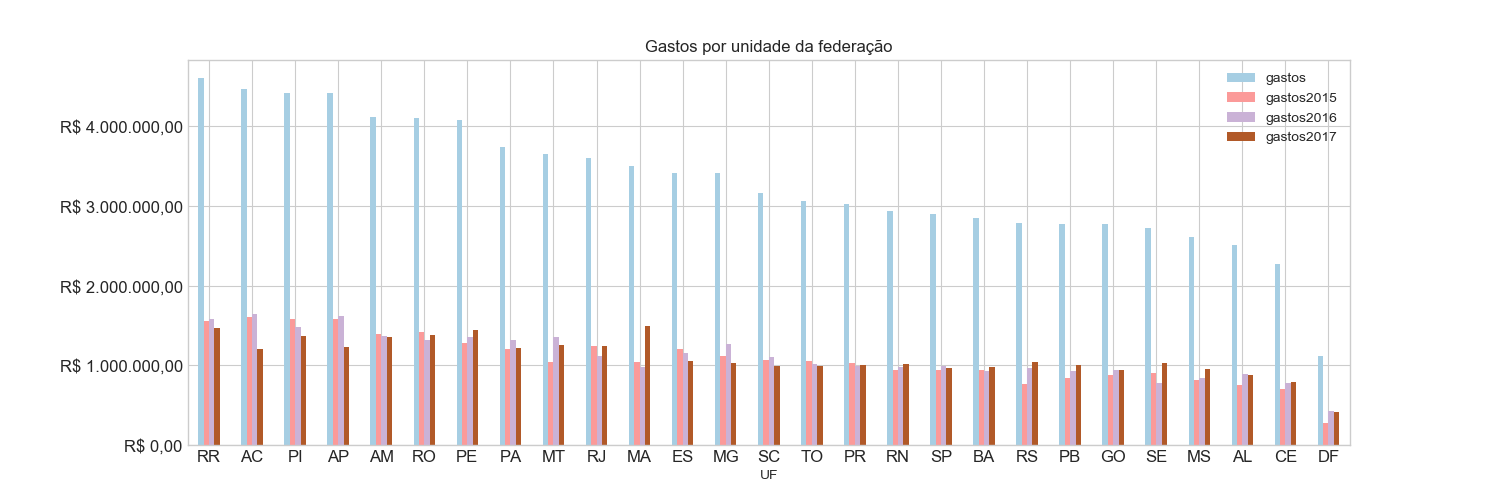 Gastos por unidade da federação
gastos
gastos2015
gastos2016
gastos2017
R$ 4.000.000,00
R$ 3.000.000,00
R$ 2.000.000,00
R$ 1.000.000,00
R$ 0,00
RR AC PI AP AM RO PE PA MT RJ MA ES MG SC TO PR RN SP BA RS PB GO SE MS AL CE DF
UF